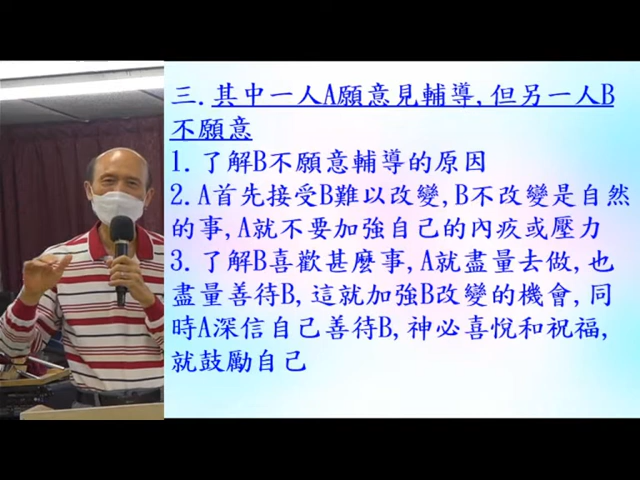 三.其中一人A願意見輔導,但另一人B
不願意
1.了解B不願意輔導的原因
2.A首先接受B難以改變,B不改變是自然
的事,A就不要加強自己的內疚或壓力
3.了解B喜歡甚麼事,A就盡量去做,也
盡量善待B,這就加強B改變的機會,同
時A深信自己善待B,神必喜悅和祝福,
就鼓勵自己